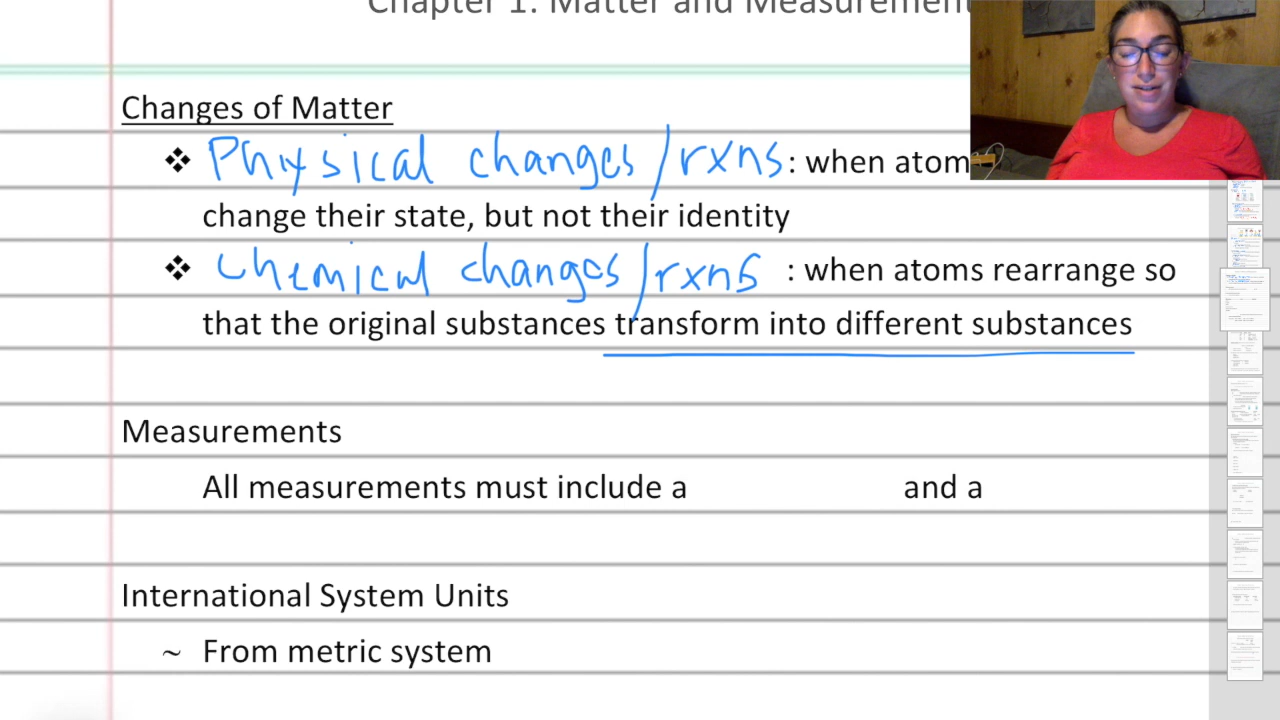 Chapter 1: Matter and Measurement
Changes of Matter
❖ Physical changes/rxns: when atom
change their state, but not their identity
❖ Chemical changes/rxns : when atoms rearrange so
that the original substances transform into different substances
Measurements
All measurements must include a and a
International System Units
~ From metric system